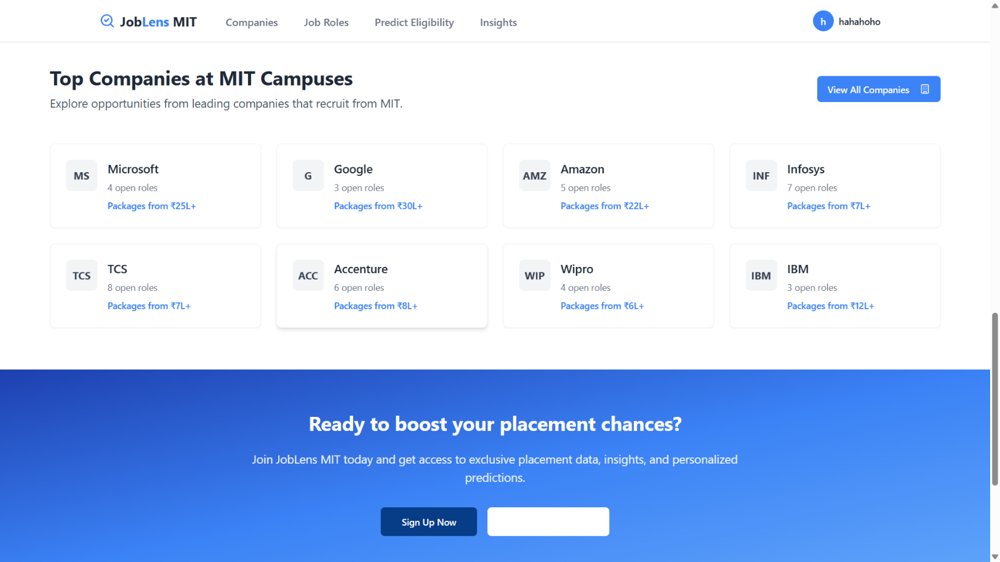 JobLens MIT
Companies
Job Roles
Predict Eligibility
Insights
h
hahahoho
Top Companies at MIT Campuses
Explore opportunities from leading companies that recruit from MIT.
View All Companies
MS
Microsoft
4 open roles
Packages from ₹25L+
G
Google
3 open roles
Packages from ₹30L+
AMZ
Amazon
5 open roles
Packages from ₹22L+
INF
Infosys
7 open roles
Packages from ₹7L+
TCS
TCS
8 open roles
Packages from ₹7L+
ACC
Accenture
6 open roles
Packages from ₹8L+
WIP
Wipro
4 open roles
Packages from ₹6L+
IBM
IBM
3 open roles
Packages from ₹12L+
Ready to boost your placement chances?
Join JobLens MIT today and get access to exclusive placement data, insights, and personalized
predictions.
Sign Up Now